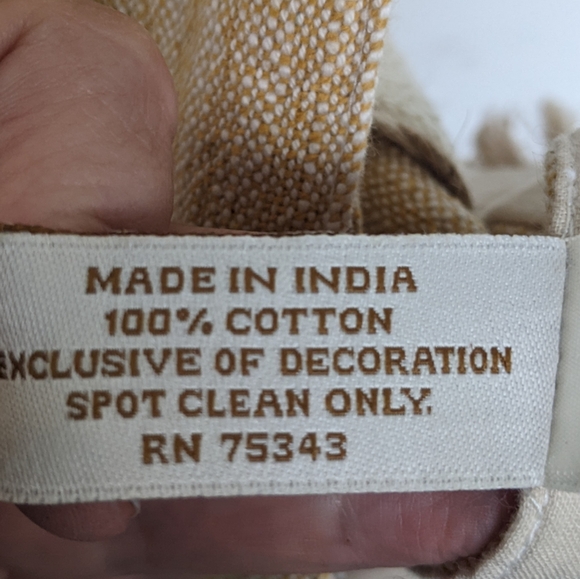 MADE IN INDIA
100% COTTON
EXCLUSIVE OF DECORATION
SPOT CLEAN ONLY.
RN 75343